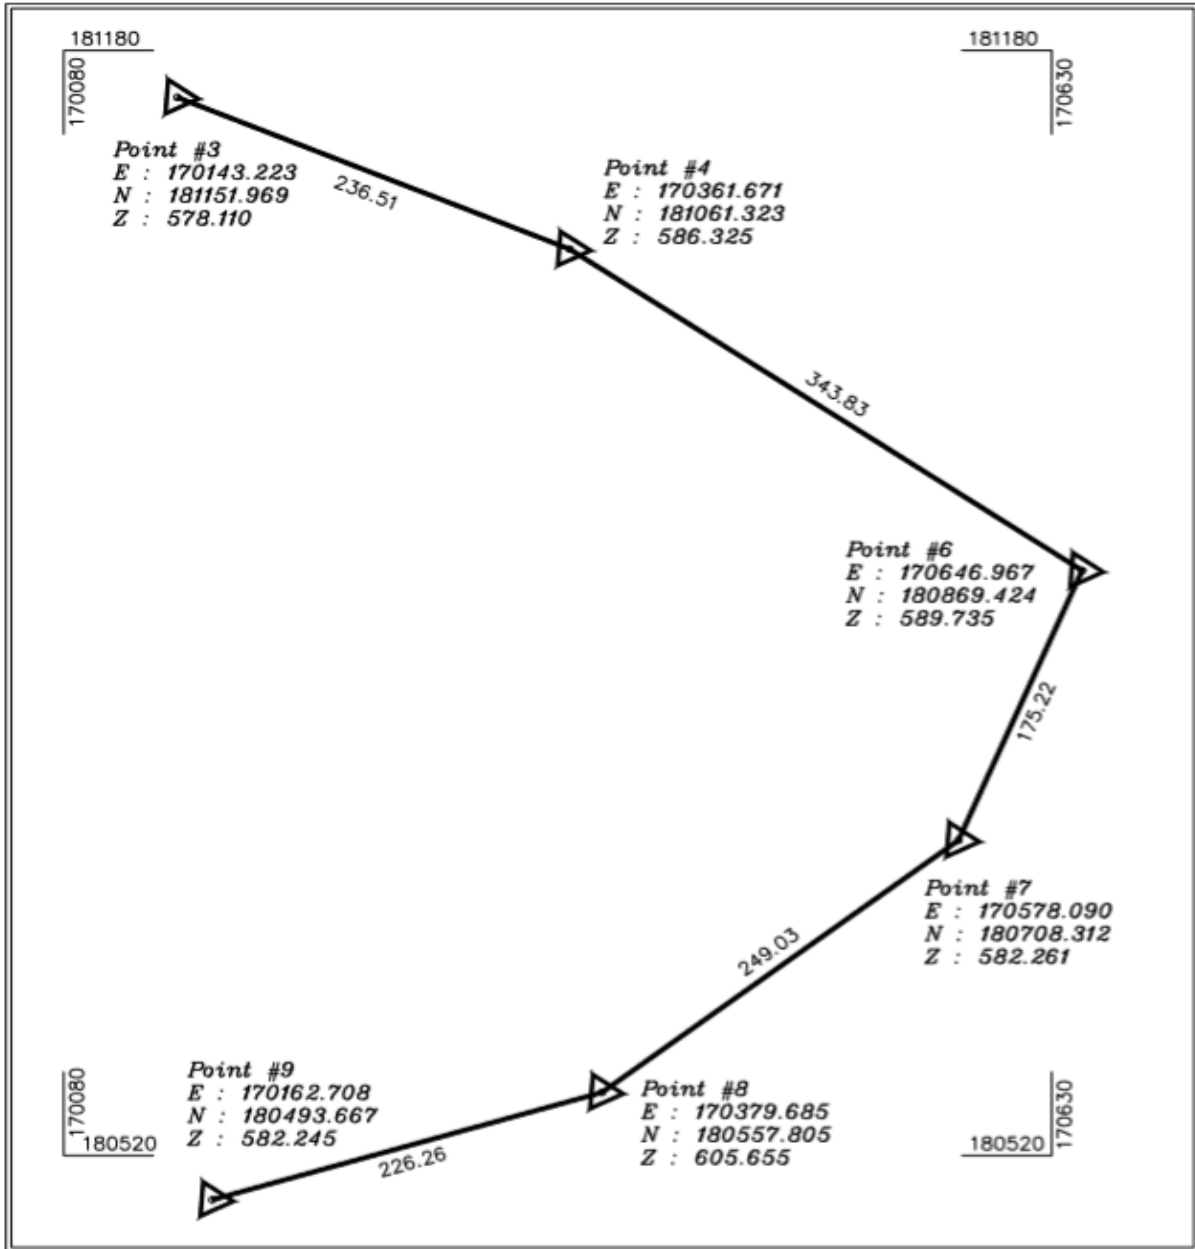 181180
170080
181180
170630
Point #3
E : 170143.223
N : 181151.969
Z : 578.110
236.51
Point #4
E : 170361.671
N : 181061.323
Z : 586.325
343.83
Point #6
E : 170646.967
N : 180869.424
Z : 589.735
175.22
Point #7
E : 170578.090
N : 180708.312
Z : 582.261
249.03
Point #9
E : 170162.708
N : 180493.667
Z : 582.245
Point #8
E : 170379.685
N : 180557.805
Z : 605.655
226.26
170080
180520
170630
180520